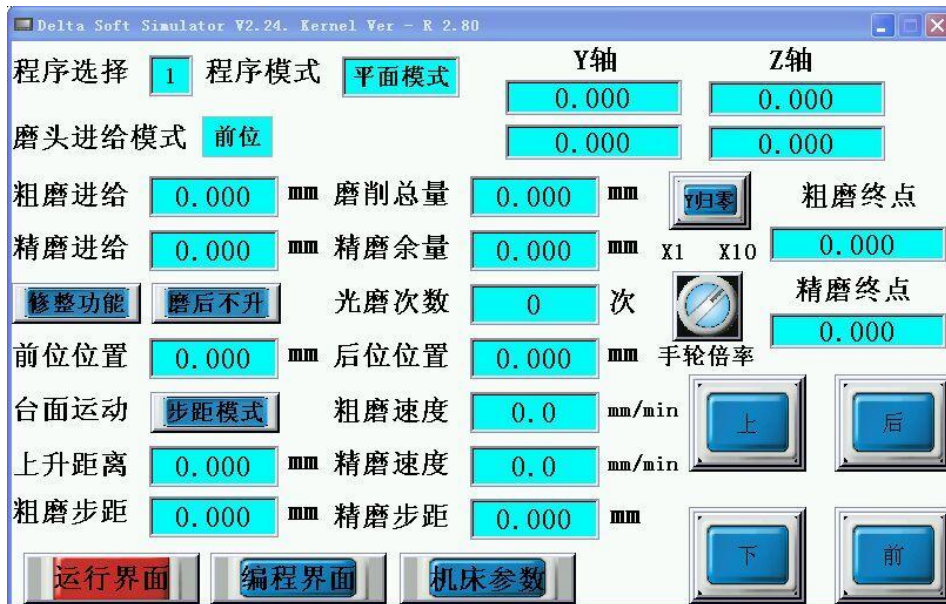 Delta Soft Simulator V2.24. Kernel Ver - R 2.80
程序选择 1 程序模式 平面模式 Y轴 Z轴
0.000 0.000
磨头进给模式 前位 0.000 0.000
粗磨进给 0.000 mm 磨削总量 0.000 mm Y归零 粗磨终点
精磨进给 0.000 mm 精磨余量 0.000 mm X1 X10 0.000
修整功能 磨后不升 光磨次数 0 次 精磨终点
0.000
前位位置 0.000 mm 后位位置 0.000 mm 手轮倍率
台面运动 步距模式 粗磨速度 0.0 mm/min 上 后
上升距离 0.000 mm 精磨速度 0.0 mm/min
粗磨步距 0.000 mm 精磨步距 0.000 mm
下 前
运行界面 编程界面 机床参数